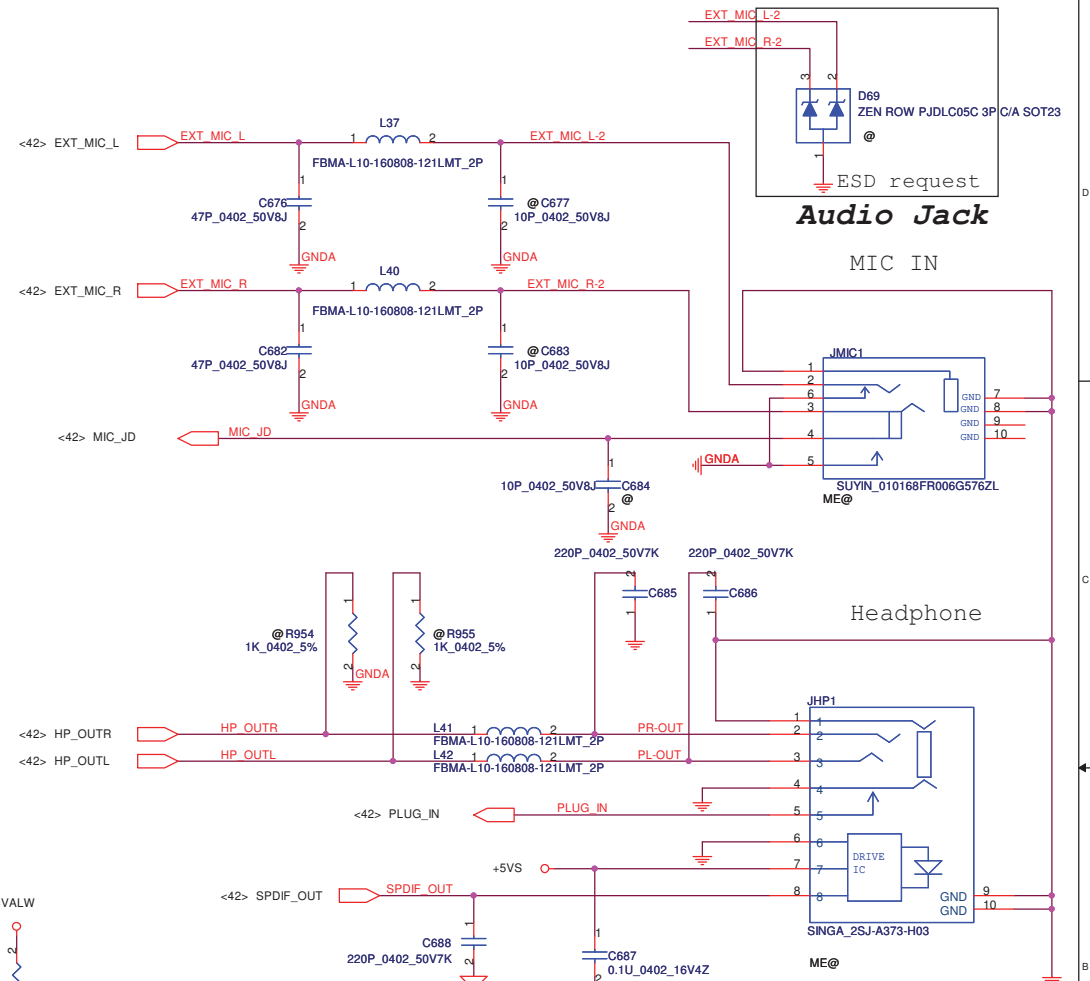 EXT_MIC_L-2
EXT_MIC_R-2
3
2
D69
ZEN ROW PJDLC05C 3P C/A SOT23
@
1
ESD request
Audio Jack
MIC IN
D
<42> EXT_MIC_L
EXT_MIC_L
1
L37
2
FBMA-L10-160808-121LMT_2P
EXT_MIC_L-2
1
C676
47P_0402_50V8J
2
GNDA
1
@ C677
10P_0402_50V8J
2
GNDA
<42> EXT_MIC_R
EXT_MIC_R
1
L40
2
FBMA-L10-160808-121LMT_2P
EXT_MIC_R-2
1
C682
47P_0402_50V8J
2
GNDA
1
@ C683
10P_0402_50V8J
2
GNDA
JMIC1
1
2
6
3
4
5
GND 7
GND 8
GND 9
GND 10
SUYIN_010168FR006G576ZL
ME@
<42> MIC_JD
MIC_JD
GNDA
1
10P_0402_50V8J C684
@
2
GNDA
220P_0402_50V7K
2
C685
1
220P_0402_50V7K
2
C686
1
C
Headphone
1
@ R954
1K_0402_5%
2
GNDA
1
@ R955
1K_0402_5%
2
<42> HP_OUTR
HP_OUTR
L41 1 2
FBMA-L10-160808-121LMT_2P
PR-OUT
<42> HP_OUTL
HP_OUTL
L42 1 2
FBMA-L10-160808-121LMT_2P
PL-OUT
JHP1
1 1
2 2
3 3
4 4
5 5
6 6
7 7
8 8
DRIVE
IC
GND 9
GND 10
SINGA_2SJ-A373-H03
ME@
<42> PLUG_IN
PLUG_IN
+5VS
<42> SPDIF_OUT
SPDIF_OUT
1
C688
220P_0402_50V7K
2
1
C687
0.1U_0402_16V4Z
2
VALW
2
B